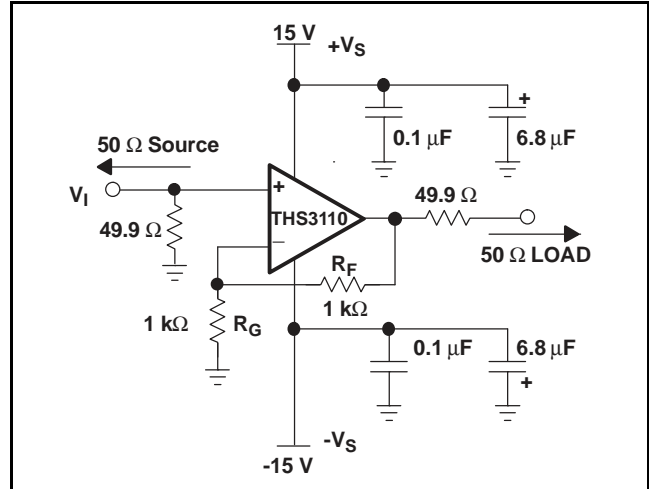 15 V
+VS
+
0.1 µF
6.8 µF
50 Ω Source
VI
+
THS3110
49.9 Ω
49.9 Ω
−
50 Ω LOAD
RF
1 kΩ
1 kΩ
RG
0.1 µF
6.8 µF
+
-VS
-15 V